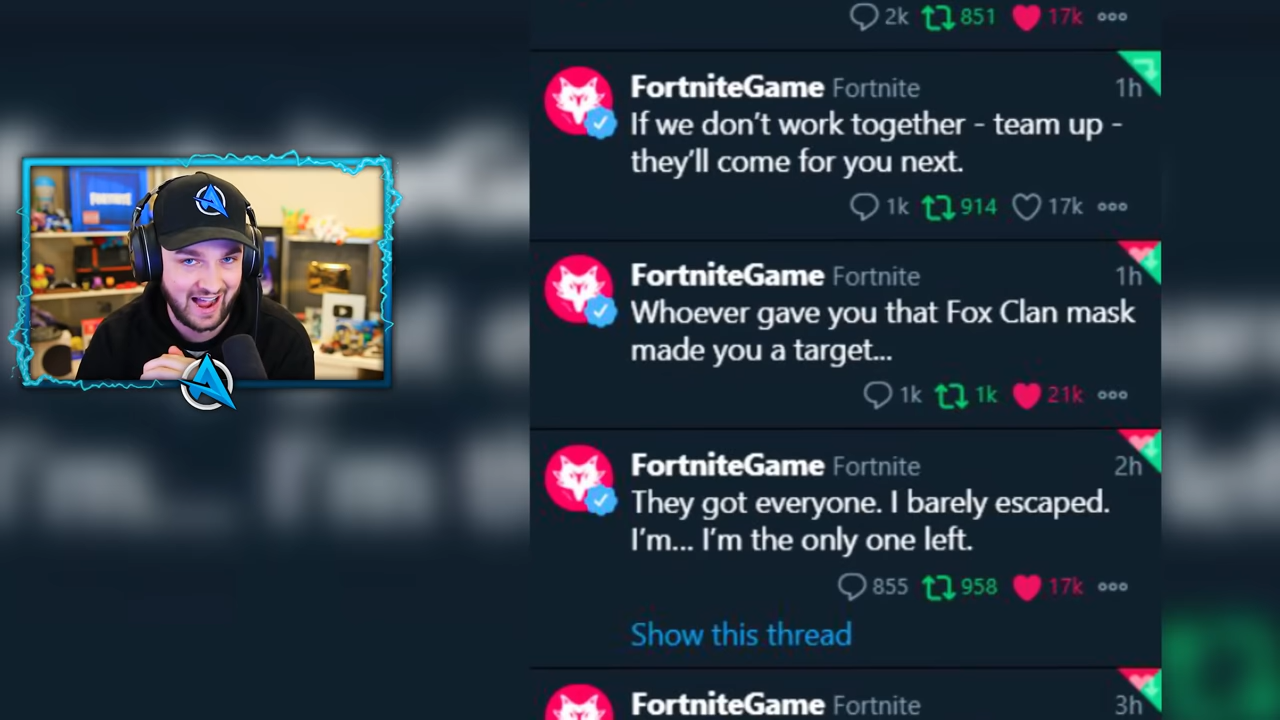 2k 851 17k
FortniteGame Fortnite 1h
If we don't work together - team up -
they'll come for you next.
1k 914 17k
FortniteGame Fortnite 1h
Whoever gave you that Fox Clan mask
made you a target...
1k 1k 21k
FortniteGame Fortnite 2h
They got everyone. I barely escaped.
I'm... I'm the only one left.
855 958 17k
Show this thread
FortniteGame Fortnite 3h
FORTNITE